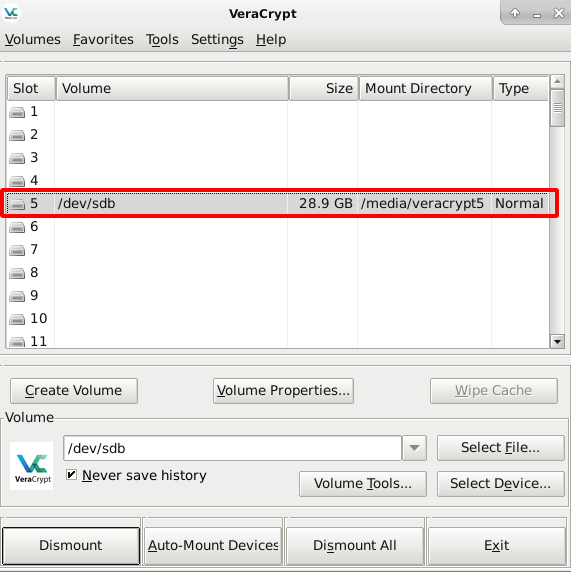 VeraCrypt
Volumes Favorites Tools Settings Help
Slot Volume Size Mount Directory Type
1
2
3
4
5 /dev/sdb 28.9 GB /media/veracrypt5 Normal
6
7
8
9
10
11
Create Volume Volume Properties... Wipe Cache
Volume
/dev/sdb Select File...
VeraCrypt
Never save history
Volume Tools... Select Device...
Dismount Auto-Mount Devices Dismount All Exit